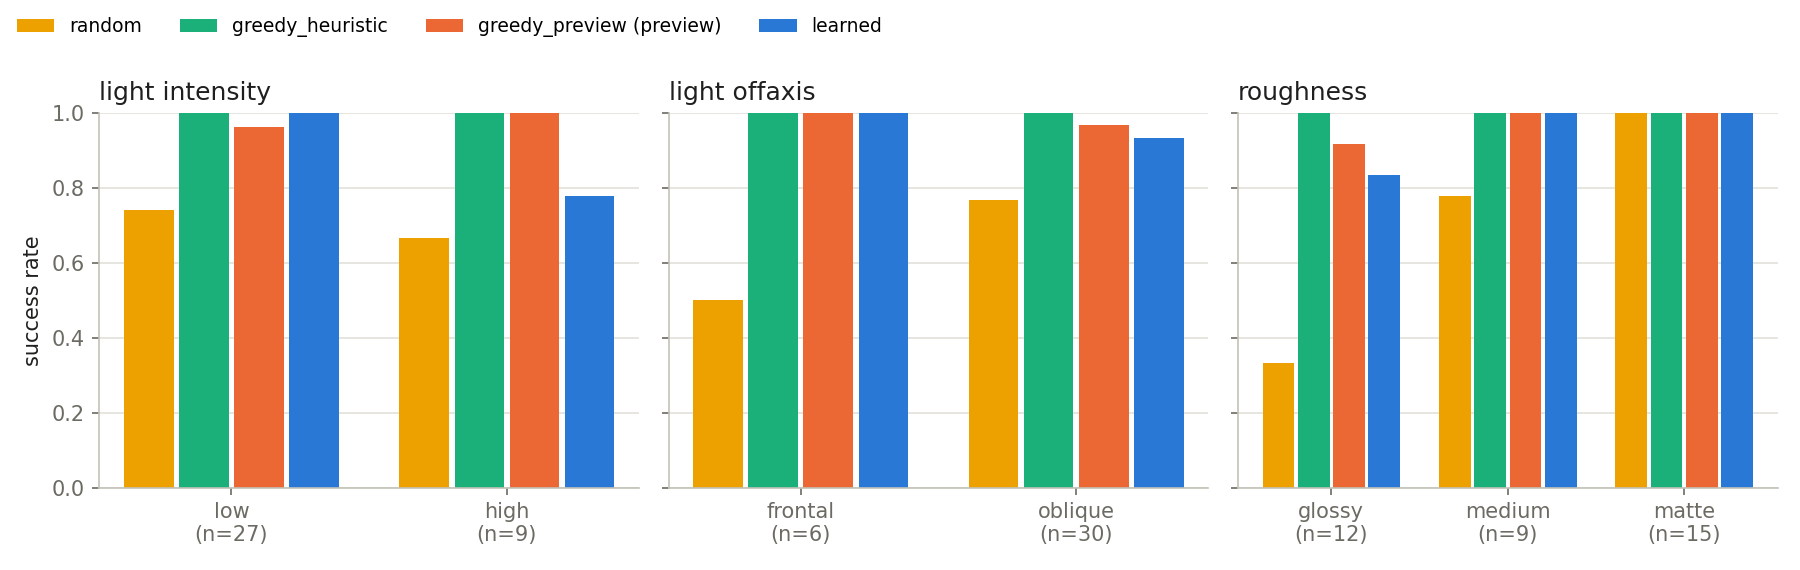 random greedy_heuristic greedy_preview (preview) learned
light intensity
light offaxis
roughness
success rate
1.0
0.8
0.6
0.4
0.2
0.0
low
(n=27)
high
(n=9)
frontal
(n=6)
oblique
(n=30)
glossy
(n=12)
medium
(n=9)
matte
(n=15)